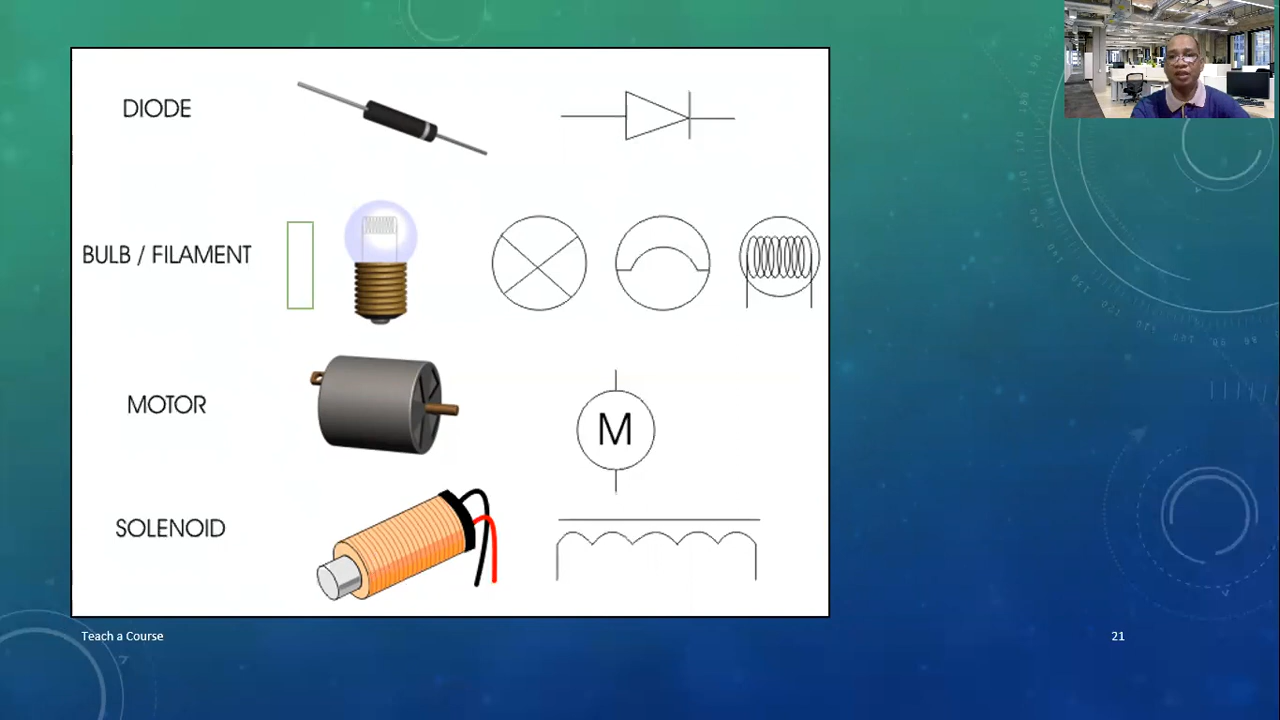 DIODE
BULB / FILAMENT
MOTOR
M
SOLENOID
Teach a Course
21